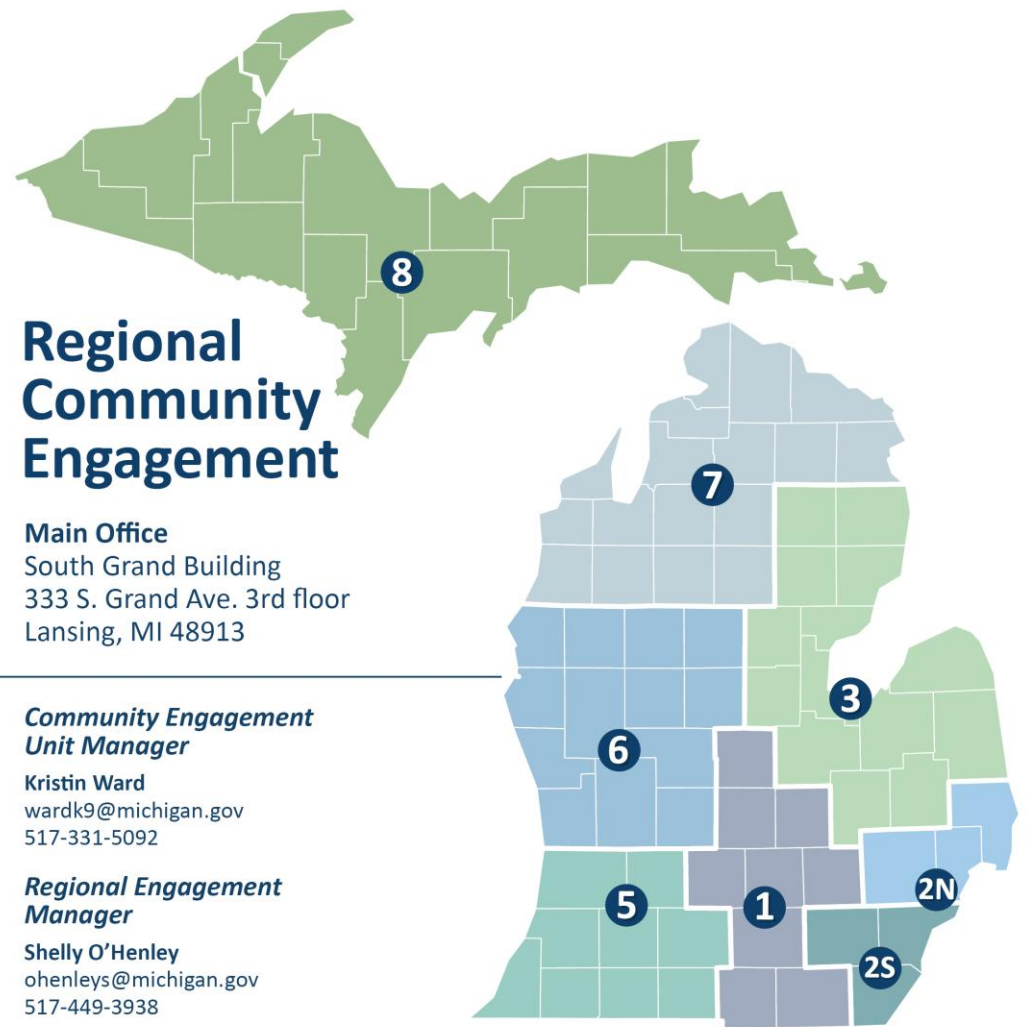 Regional
Community
Engagement
Main Office
South Grand Building
333 S. Grand Ave. 3rd floor
Lansing, MI 48913
Community Engagement
Unit Manager
Kristin Ward
wardk9@michigan.gov
517-331-5092
Regional Engagement
Manager
Shelly O’Henley
ohenleys@michigan.gov
517-449-3938
8
7
3
6
2N
5
1
2S